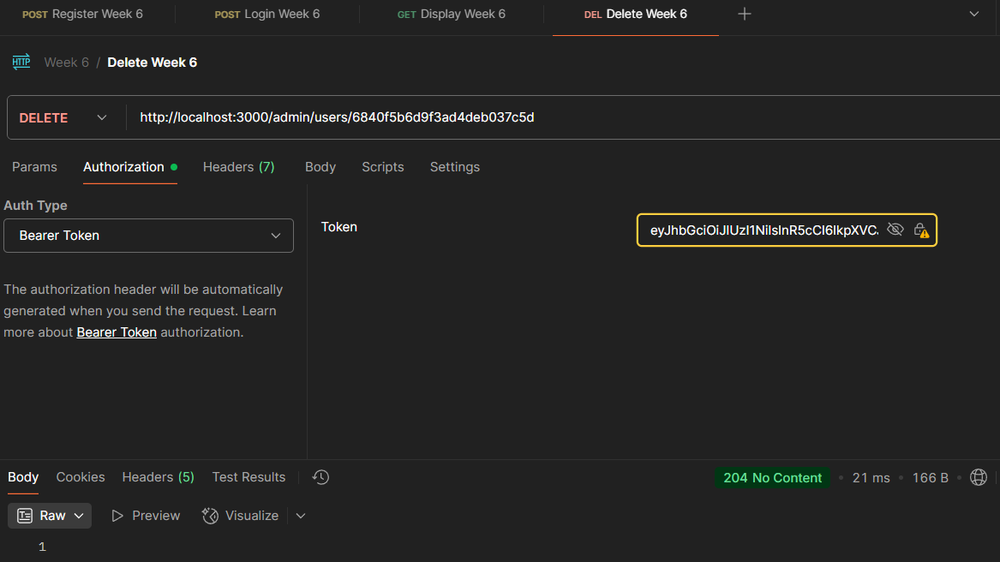 POST Register Week 6
POST Login Week 6
GET Display Week 6
DEL Delete Week 6
HTTP Week 6 / Delete Week 6
DELETE http://localhost:3000/admin/users/6840f5b6d9f3ad4deb037c5d
Params Authorization Headers (7) Body Scripts Settings
Auth Type
Bearer Token
The authorization header will be automatically
generated when you send the request. Learn
more about Bearer Token authorization.
Token
eyJhbGciOiJIUzI1NiIsInR5cCI6IkpXVCJ
Body Cookies Headers (5) Test Results
204 No Content • 21 ms • 166 B
Raw Preview Visualize
1